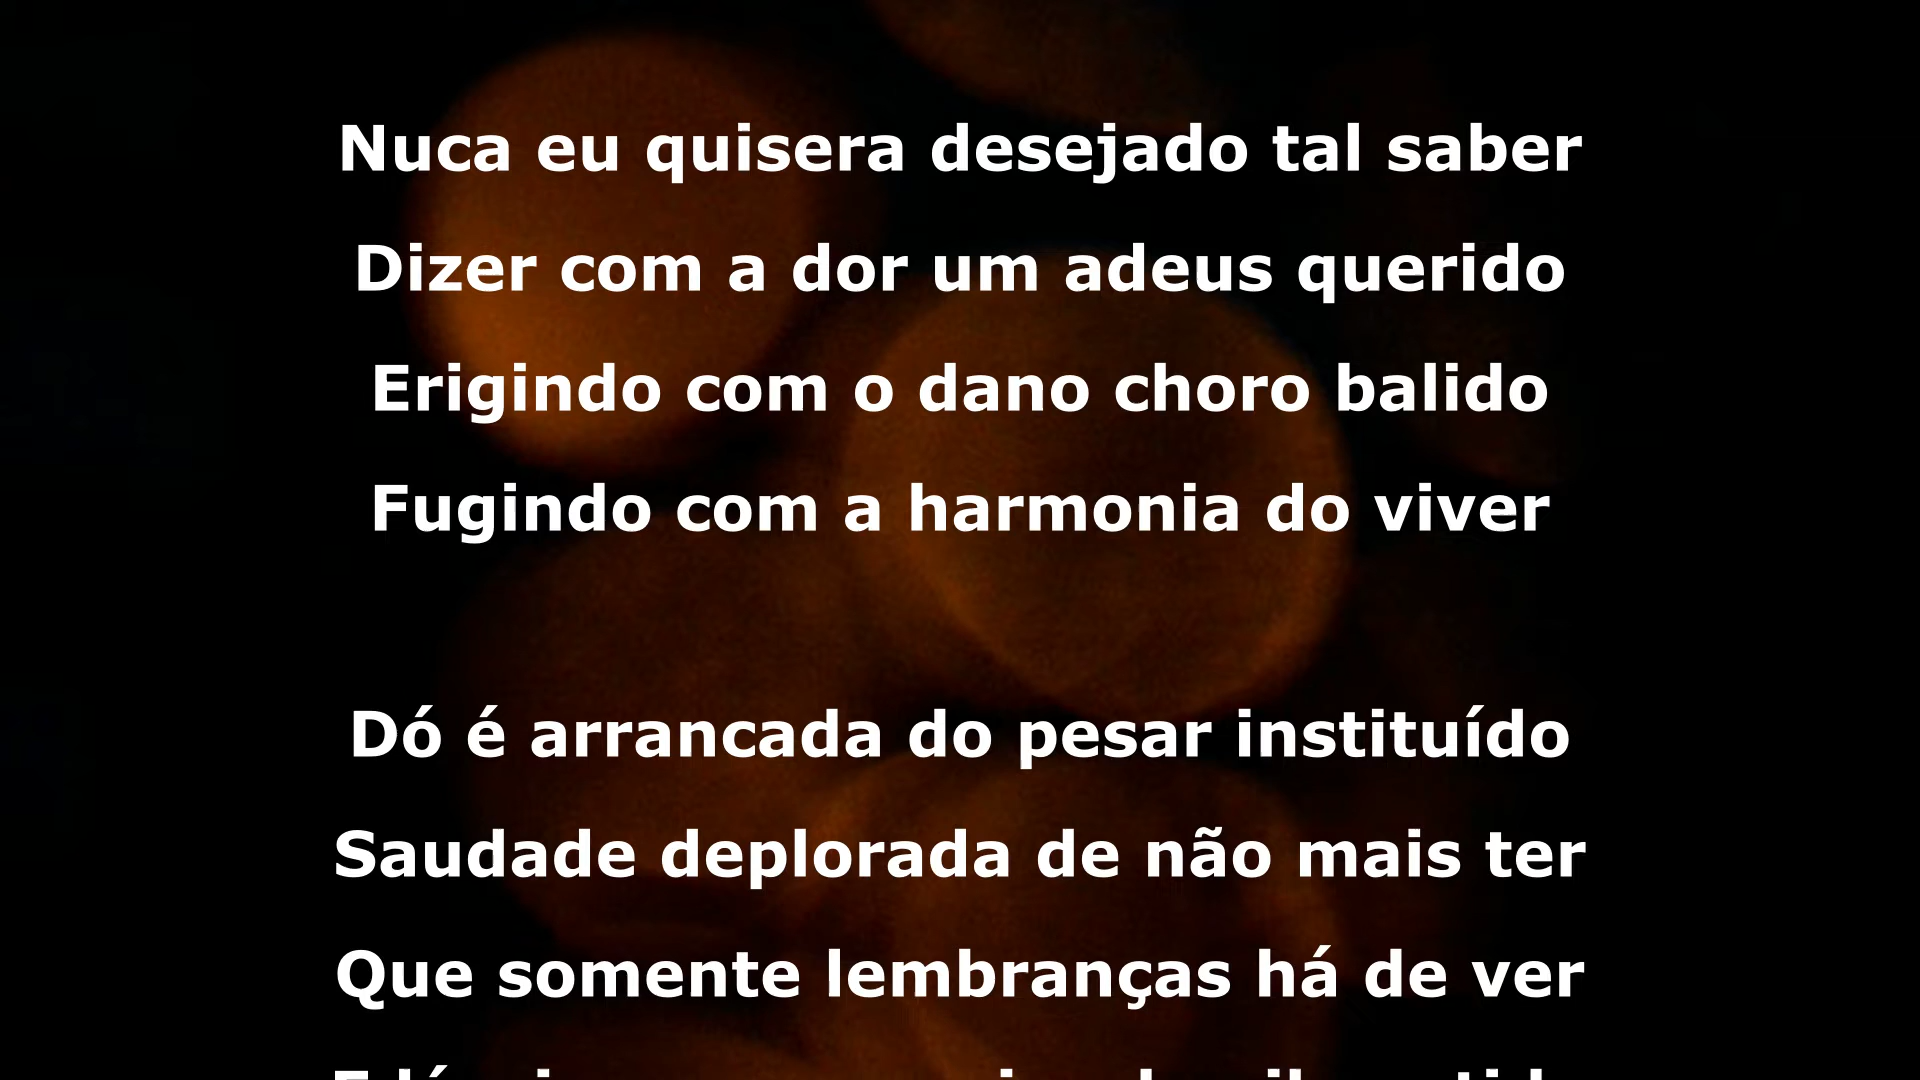 Nuca eu quisera desejado tal saber
Dizer com a dor um adeus querido
Erigindo com o dano choro balido
Fugindo com a harmonia do viver
Dó é arrancada do pesar instituído
Saudade deplorada de não mais ter
Que somente lembranças há de ver